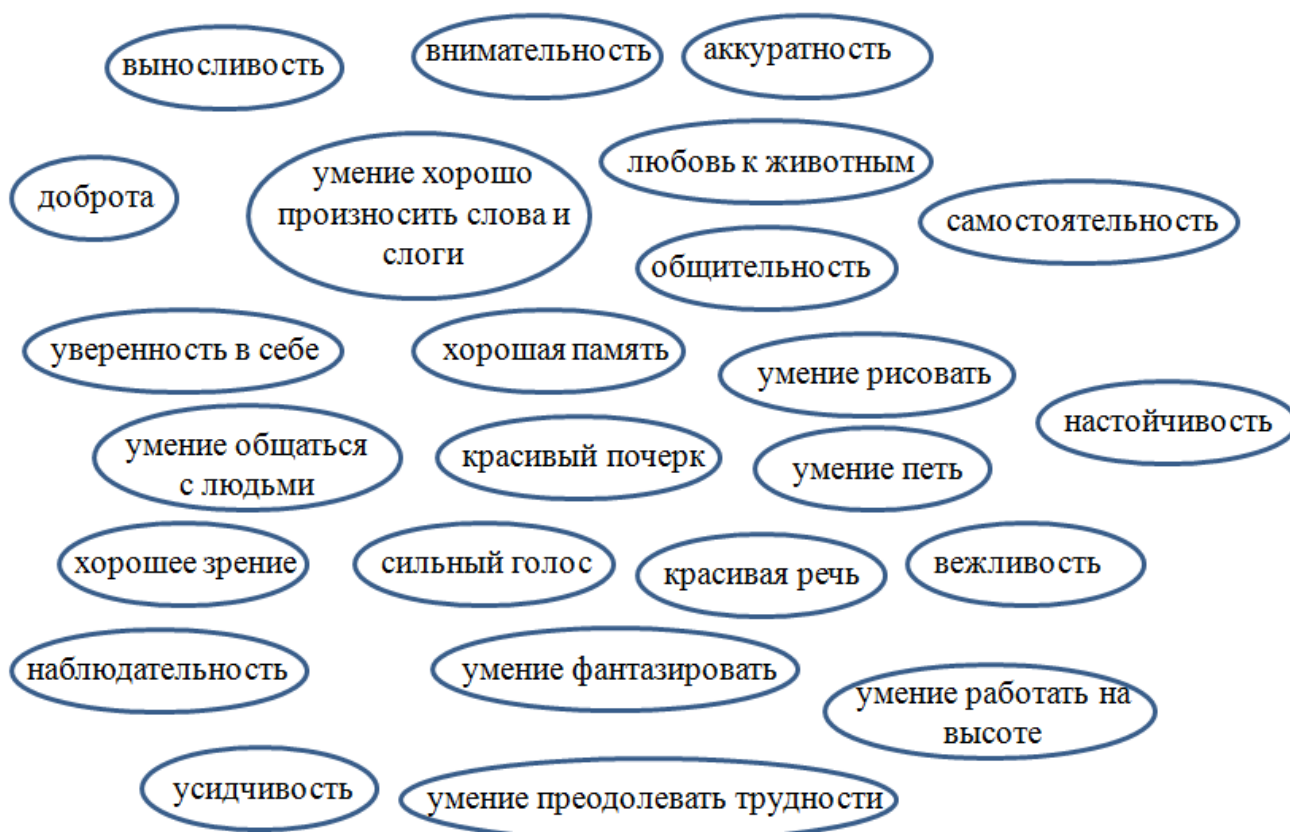 выносливость
внимательность
аккуратность
доброта
умение хорошо
произносить слова и
слоги
любовь к животным
самостоятельность
общительность
уверенность в себе
хорошая память
умение рисовать
настойчивость
умение общаться
с людьми
красивый почерк
умение петь
хорошее зрение
сильный голос
красивая речь
вежливость
наблюдательность
умение фантазировать
умение работать на
высоте
усидчивость
умение преодолевать трудности